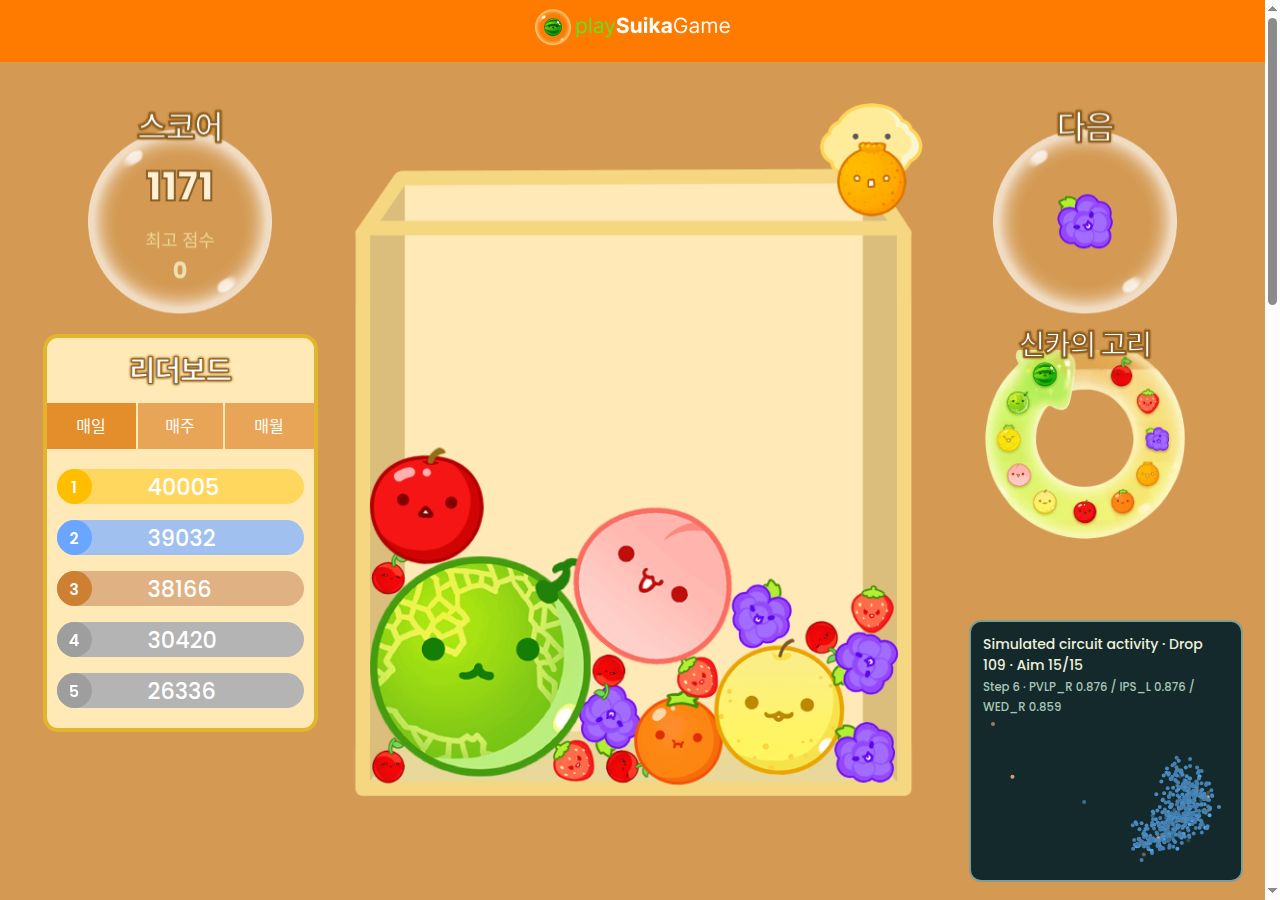 playSuikaGame
스코어
1171
최고 점수
0
리더보드
매일 매주 매월
1 40005
2 39032
3 38166
4 30420
5 26336
다음
신카의 고리
Simulated circuit activity · Drop
109 · Aim 15/15
Step 6 · PVLP_R 0.876 / IPS_L 0.876 /
WED_R 0.859